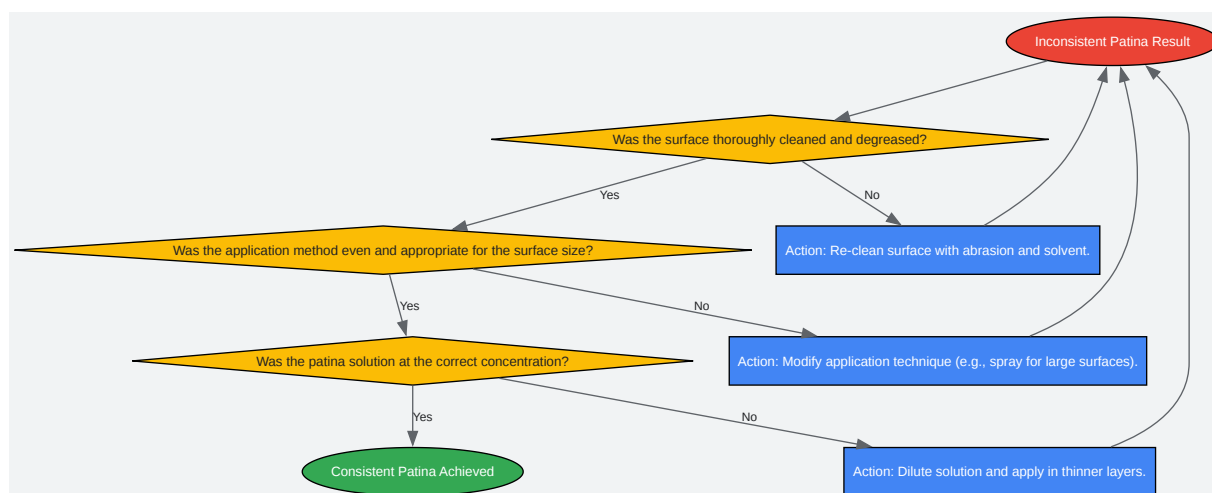 Inconsistent Patina Result
Was the surface thoroughly cleaned and degreased?
Yes
No
Was the application method even and appropriate for the surface size?
Action: Re-clean surface with abrasion and solvent.
Yes
No
Was the patina solution at the correct concentration?
Action: Modify application technique (e.g., spray for large surfaces).
Yes
No
Consistent Patina Achieved
Action: Dilute solution and apply in thinner layers.